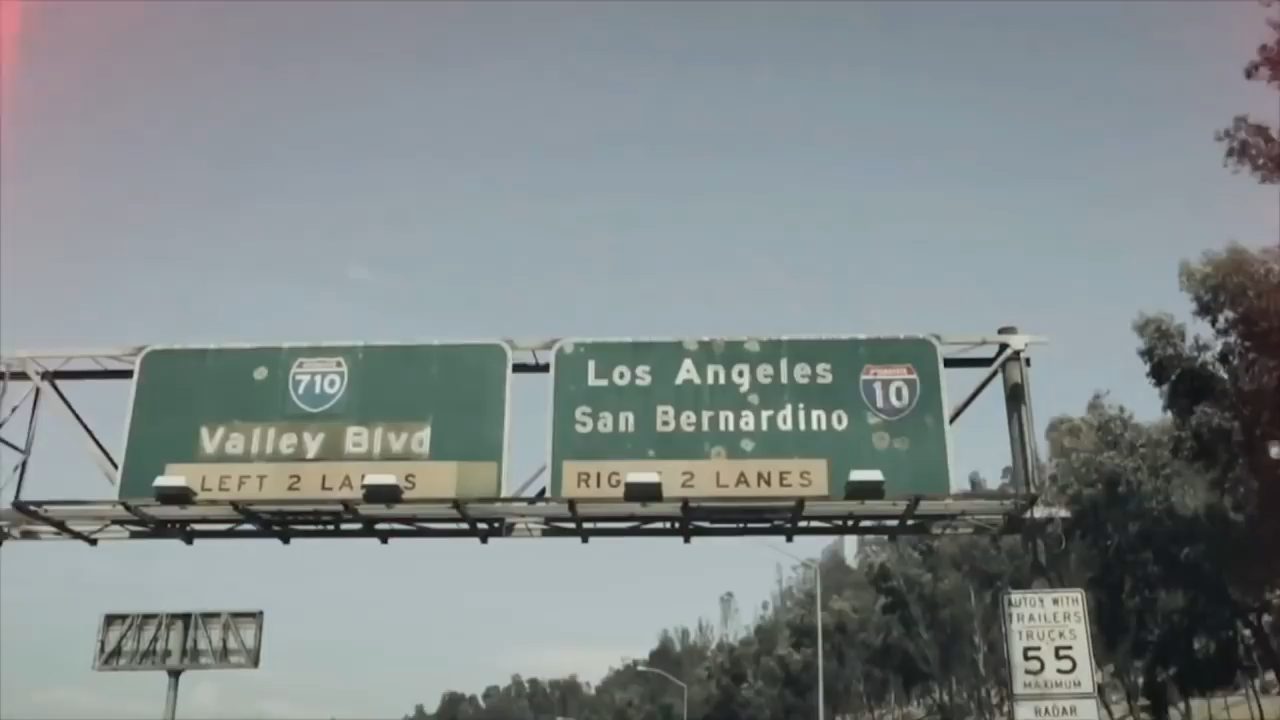 710
Valley Blvd
LEFT 2 LANES
Los Angeles
San Bernardino
10
RIGHT 2 LANES
AUTOS WITH
TRAILERS
TRUCKS
55
MAXIMUM
RADAR